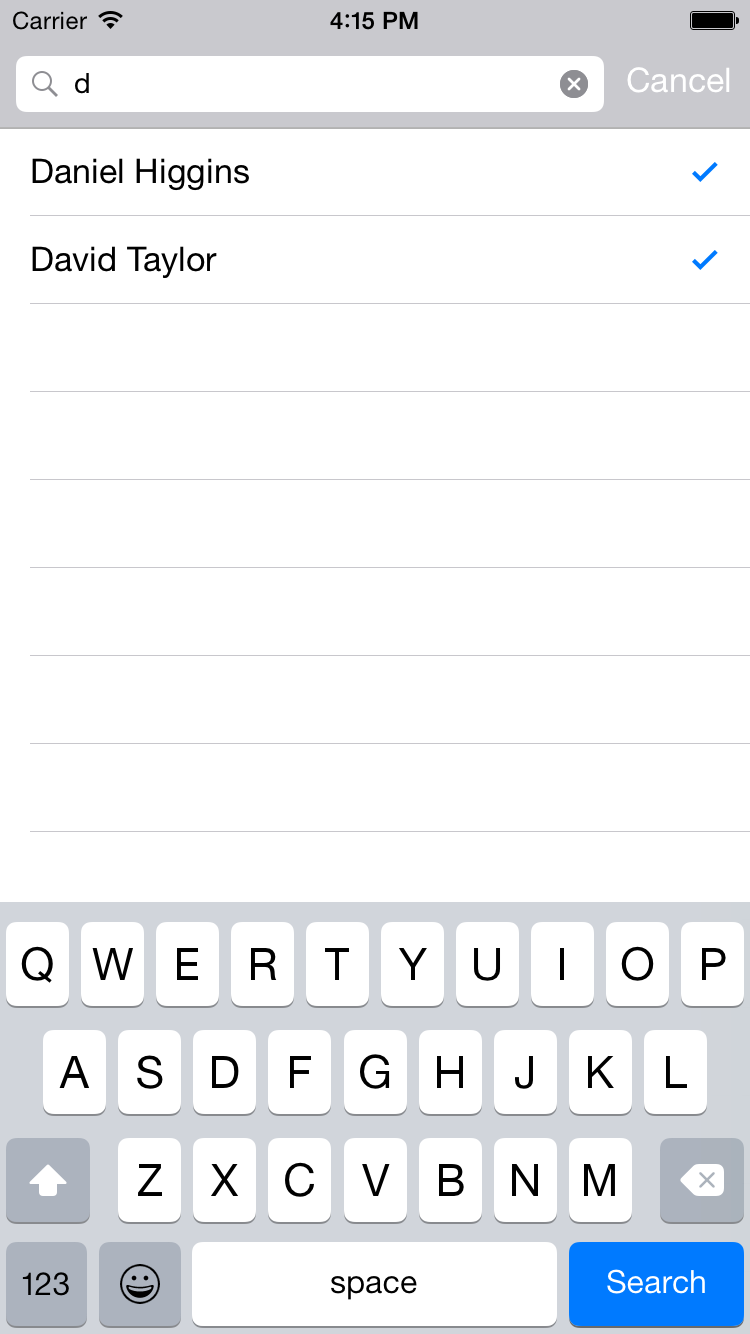 Carrier 4:15 PM
d Cancel
Daniel Higgins
David Taylor
Q W E R T Y U I O P
A S D F G H J K L
Z X C V B N M
123 space Search